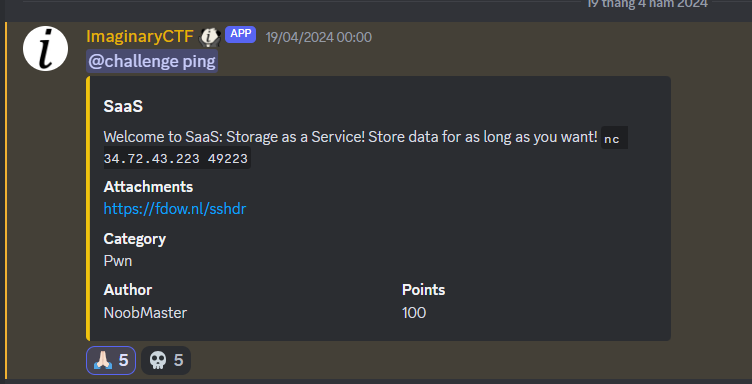 19 tháng 4 năm 2024
ImaginaryCTF APP 19/04/2024 00:00
@challenge ping
SaaS
Welcome to SaaS: Storage as a Service! Store data for as long as you want! nc
34.72.43.223 49223
Attachments
https://fdow.nl/sshdr
Category
Pwn
Author Points
NoobMaster 100
5 5